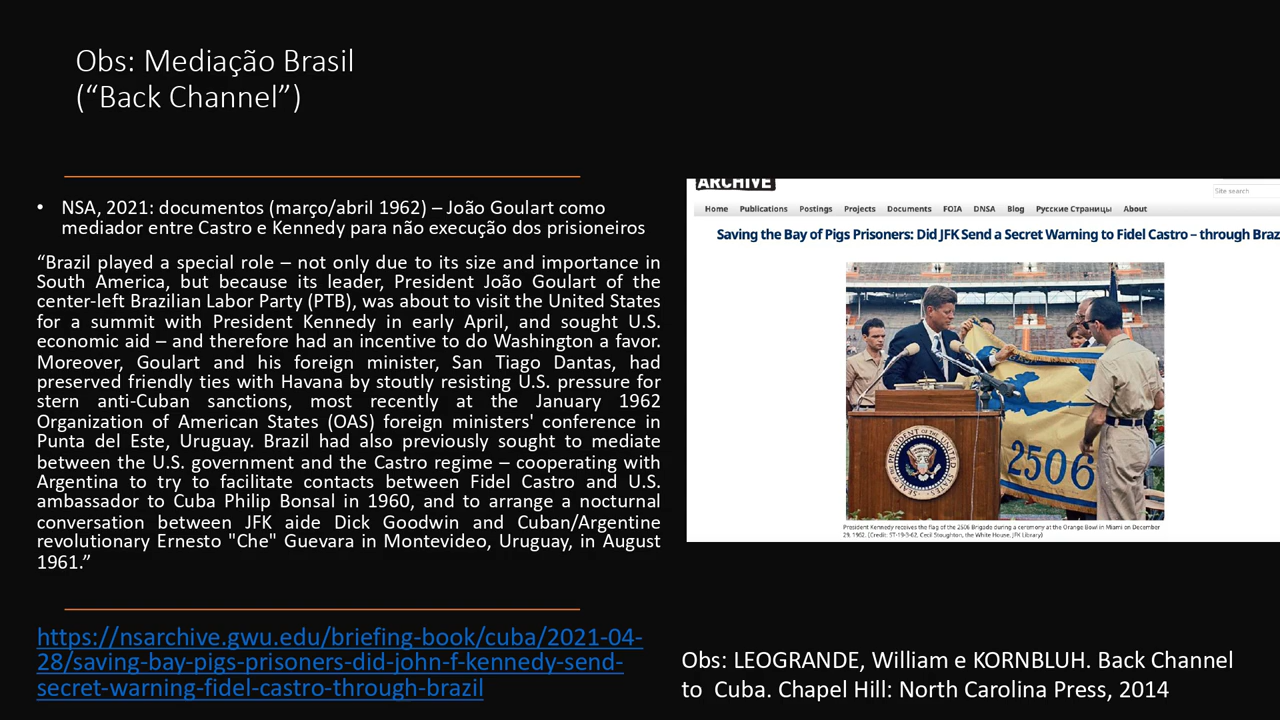 Obs: Mediação Brasil
(“Back Channel”)
• NSA, 2021: documentos (março/abril 1962) – João Goulart como
mediador entre Castro e Kennedy para não execução dos prisioneiros
“Brazil played a special role – not only due to its size and importance in
South America, but because its leader, President João Goulart of the
center-left Brazilian Labor Party (PTB), was about to visit the United States
for a summit with President Kennedy in early April, and sought U.S.
economic aid – and therefore had an incentive to do Washington a favor.
Moreover, Goulart and his foreign minister, San Tiago Dantas, had
preserved friendly ties with Havana by stoutly resisting U.S. pressure for
stern anti-Cuban sanctions, most recently at the January 1962
Organization of American States (OAS) foreign ministers' conference in
Punta del Este, Uruguay. Brazil had also previously sought to mediate
between the U.S. government and the Castro regime – cooperating with
Argentina to try to facilitate contacts between Fidel Castro and U.S.
ambassador to Cuba Philip Bonsal in 1960, and to arrange a nocturnal
conversation between JFK aide Dick Goodwin and Cuban/Argentine
revolutionary Ernesto "Che" Guevara in Montevideo, Uruguay, in August
1961.”
https://nsarchive.gwu.edu/briefing-book/cuba/2021-04-
28/saving-bay-pigs-prisoners-did-john-f-kennedy-send-
secret-warning-fidel-castro-through-brazil
ARCHIVE
Site search
Home Publications Postings Projects Documents FOIA DNSA Blog Русские Страницы About
Saving the Bay of Pigs Prisoners: Did JFK Send a Secret Warning to Fidel Castro – through Braz
2506
President Kennedy receives the flag of the 2506 Brigade during a ceremony at the Orange Bowl in Miami on December
29, 1962. (Credit: ST-19-5-62, Cecil Stoughton, the White House, JFK Library)
Obs: LEOGRANDE, William e KORNBLUH. Back Channel
to Cuba. Chapel Hill: North Carolina Press, 2014